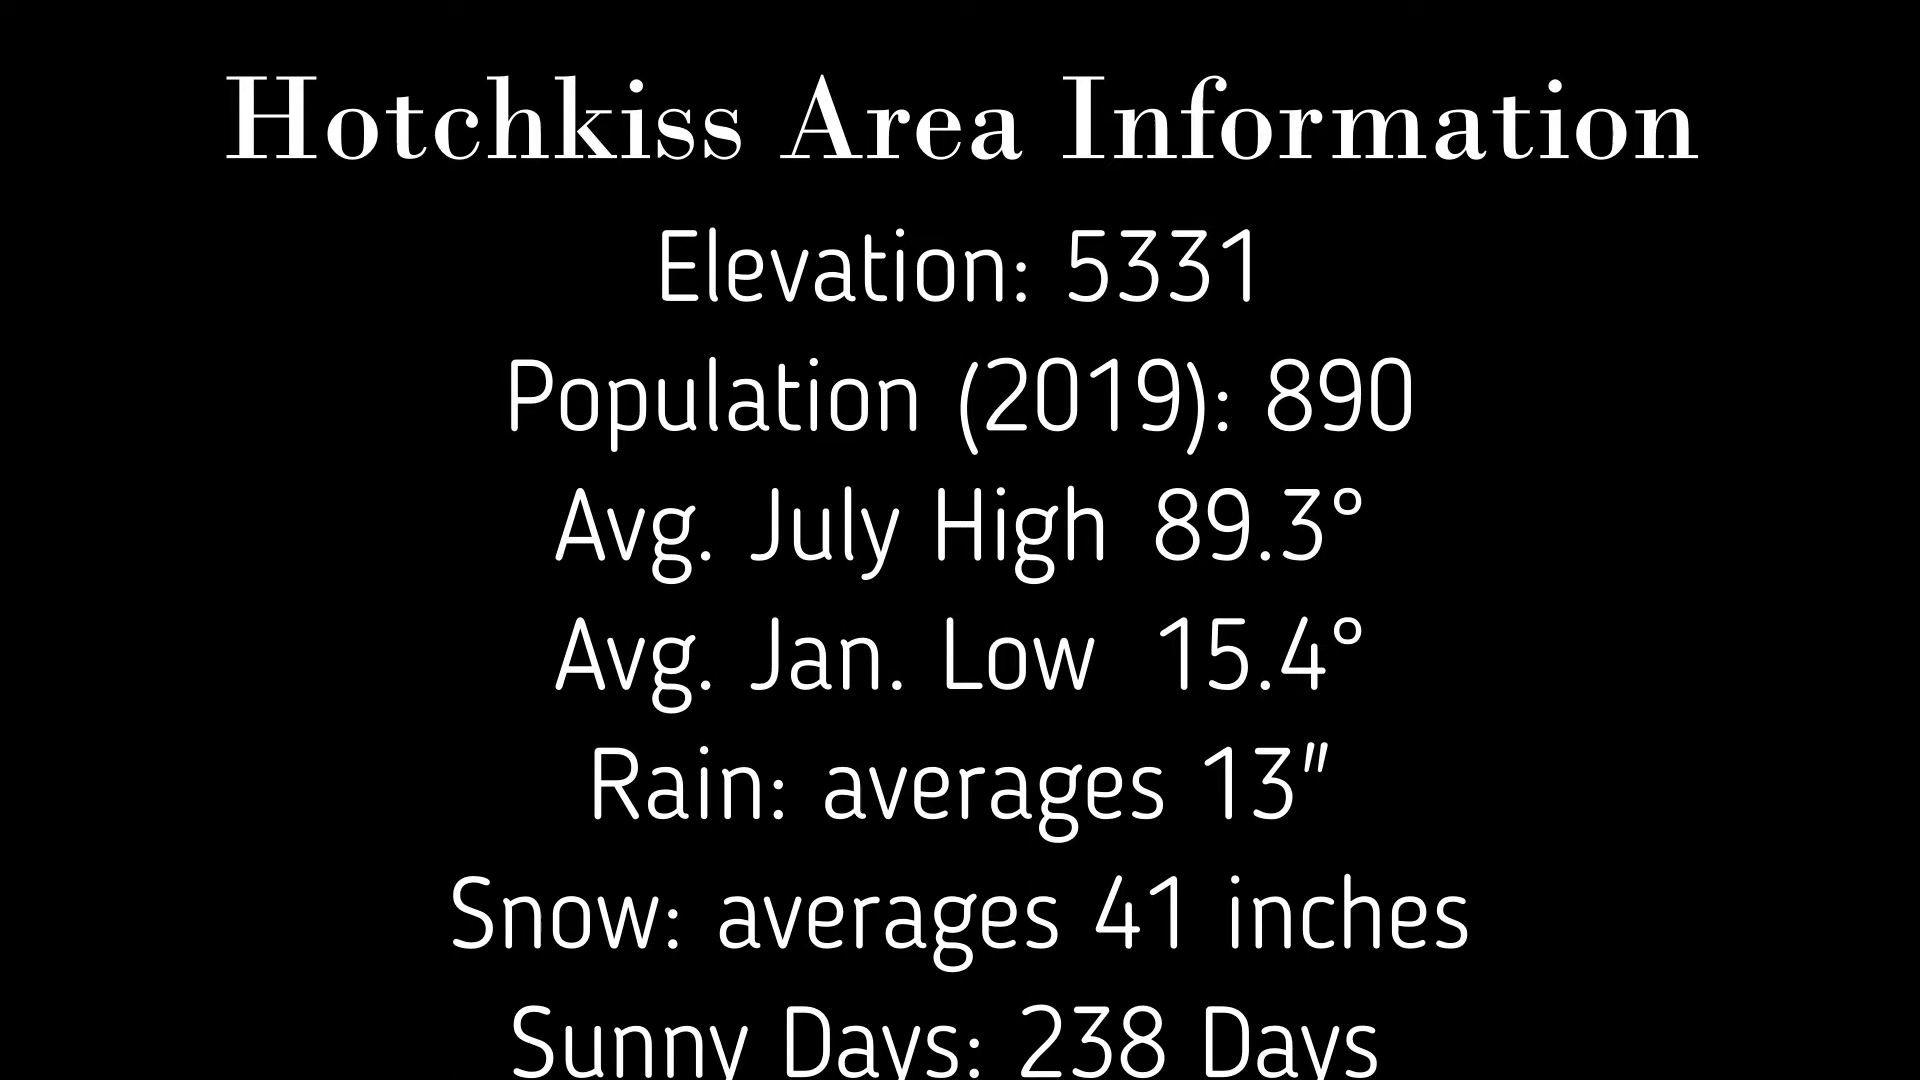 Hotchkiss Area Information
Elevation: 5331
Population (2019): 890
Avg. July High 89.3°
Avg. Jan. Low 15.4°
Rain: averages 13"
Snow: averages 41 inches
Sunny Days: 238 Days